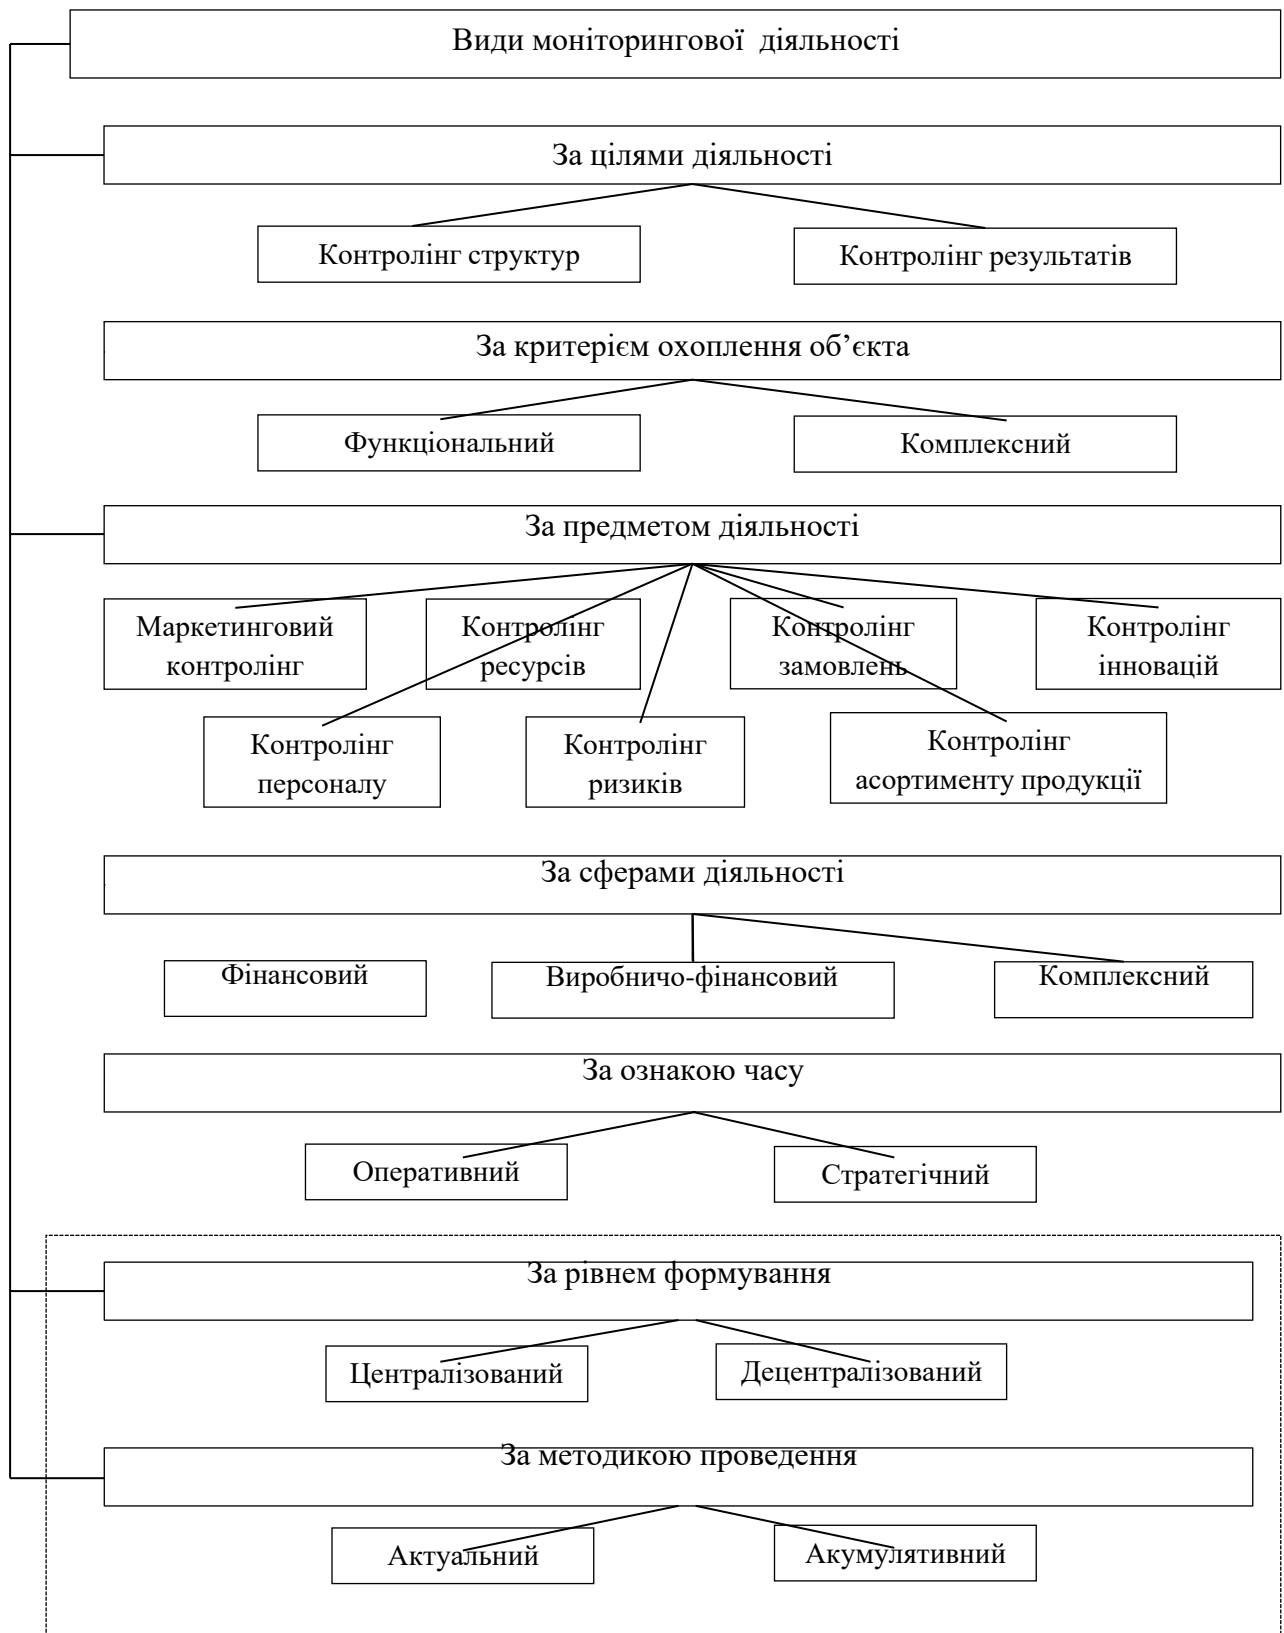 Види моніторингової діяльності
За цілями діяльності
Контролінг структур
Контролінг результатів
За критерієм охоплення об’єкта
Функціональний
Комплексний
За предметом діяльності
Маркетинговий
контролінг
Контролінг
ресурсів
Контролінг
замовлень
Контролінг
інновацій
Контролінг
персоналу
Контролінг
ризиків
Контролінг
асортименту продукції
За сферами діяльності
Фінансовий
Виробничо-фінансовий
Комплексний
За ознакою часу
Оперативний
Стратегічний
За рівнем формування
Централізований
Децентралізований
За методикою проведення
Актуальний
Акумулятивний